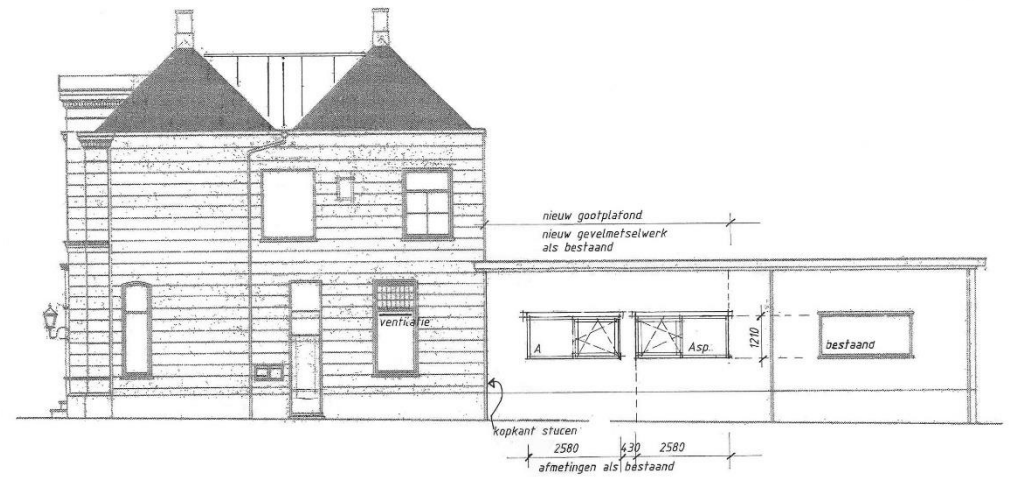 nieuw gootplafond
nieuw gevelmetselwerk
als bestaand
ventilatie
A
Asp.
1210
bestaand
kopkant stucen
2580 430 2580
afmetingen als bestaand